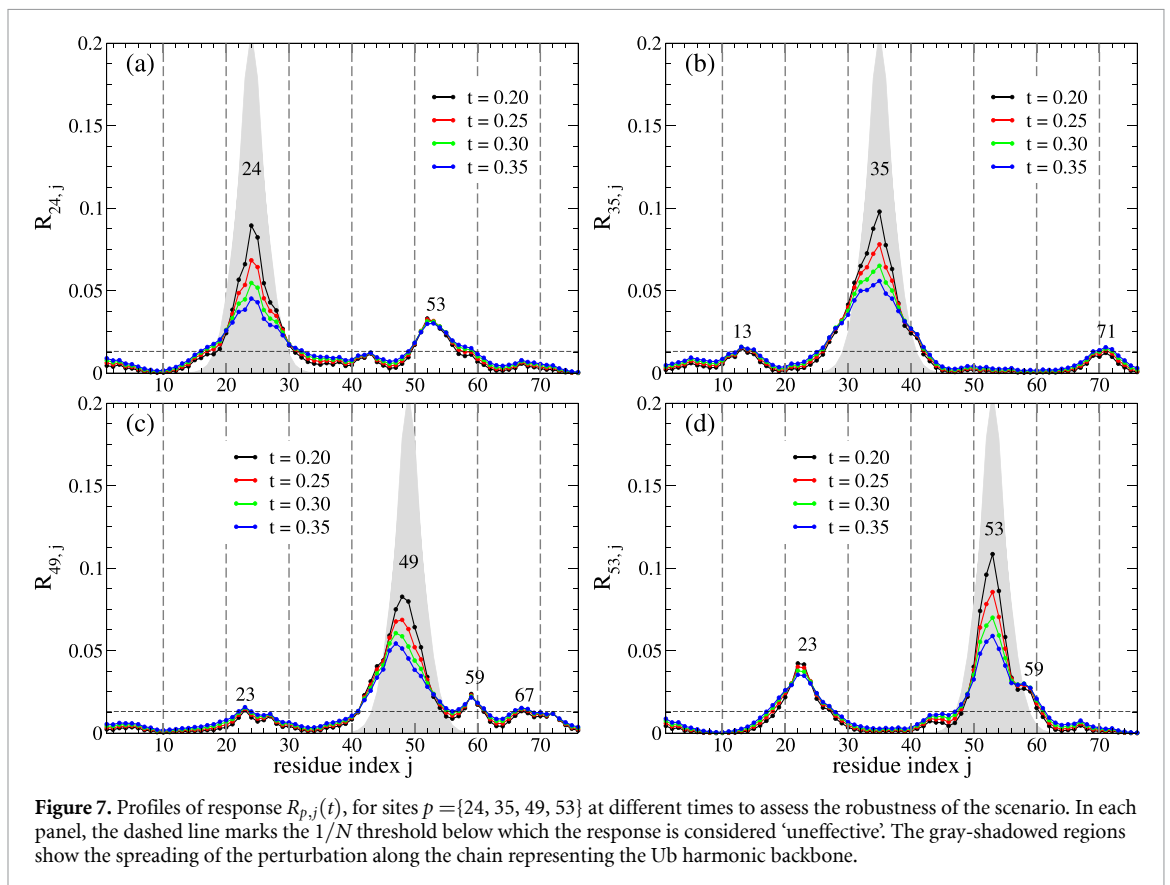 (a)
0.2
0.15
0.1
0.05
0
R24, j
24
53
t = 0.20
t = 0.25
t = 0.30
t = 0.35
10 20 30 40 50 60 70
(b)
0.2
0.15
0.1
0.05
0
R35, j
35
13
71
t = 0.20
t = 0.25
t = 0.30
t = 0.35
10 20 30 40 50 60 70
(c)
0.2
0.15
0.1
0.05
0
R49, j
49
23
59
67
t = 0.20
t = 0.25
t = 0.30
t = 0.35
10 20 30 40 50 60 70
residue index j
(d)
0.2
0.15
0.1
0.05
0
R53, j
53
23
59
t = 0.20
t = 0.25
t = 0.30
t = 0.35
10 20 30 40 50 60 70
residue index j
Figure 7. Profiles of response Rp,j(t), for sites p ={24, 35, 49, 53} at different times to assess the robustness of the scenario. In each
panel, the dashed line marks the 1/N threshold below which the response is considered ‘uneffective’. The gray-shadowed regions
show the spreading of the perturbation along the chain representing the Ub harmonic backbone.